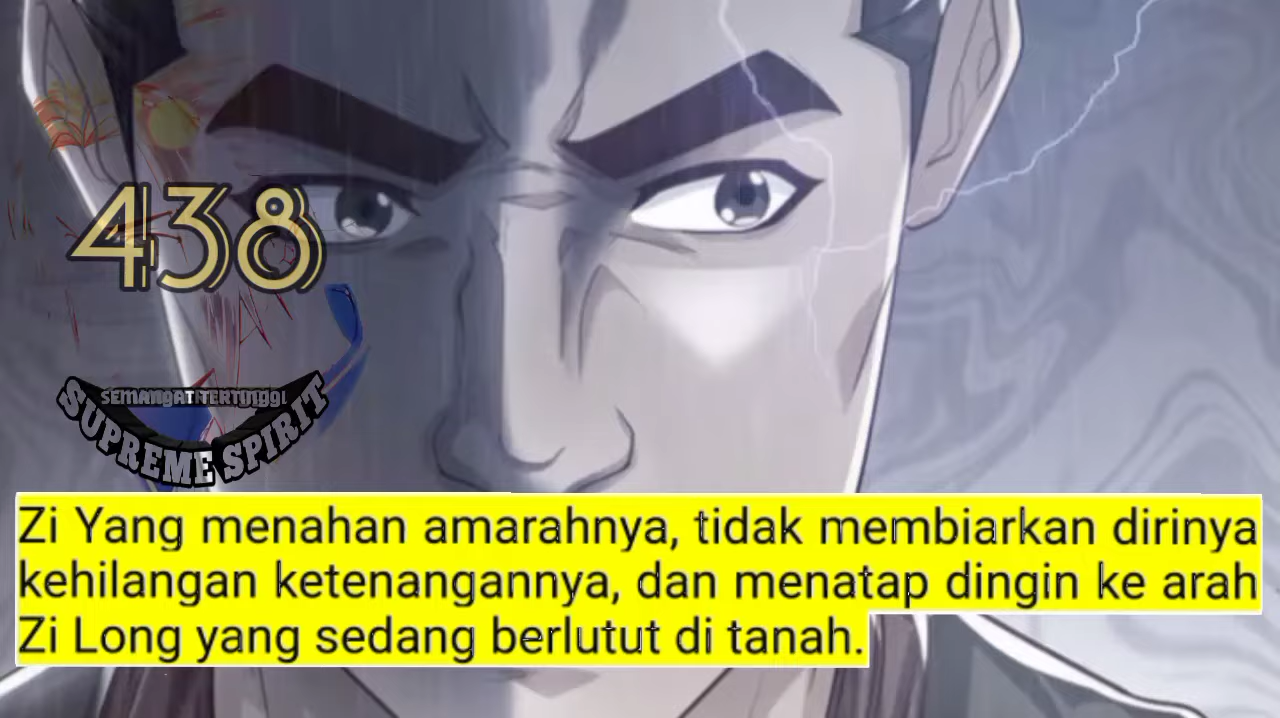 438
SEMANGAT TERTINGGI
SUPREME SPIRIT
Zi Yang menahan amarahnya, tidak membiarkan dirinya
kehilangan ketenangannya, dan menatap dingin ke arah
Zi Long yang sedang berlutut di tanah.